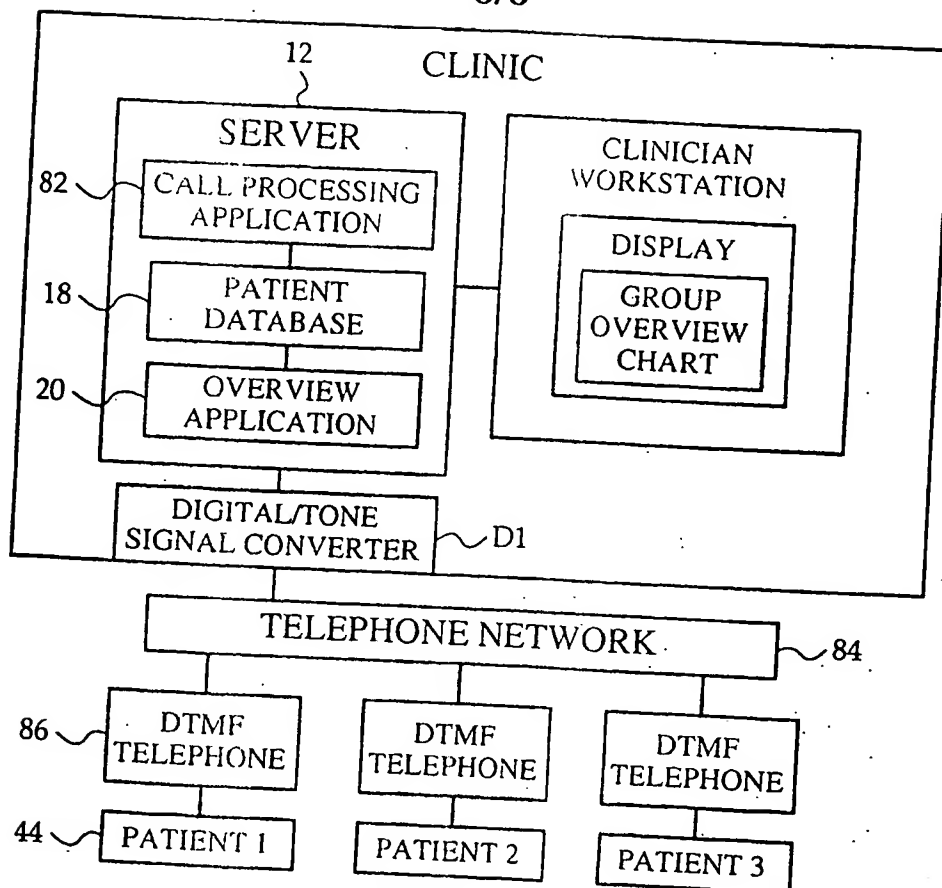 CLINIC
12
SERVER
82
CALL PROCESSING
APPLICATION
18
PATIENT
DATABASE
20
OVERVIEW
APPLICATION
CLINICIAN
WORKSTATION
DISPLAY
GROUP
OVERVIEW
CHART
DIGITAL/TONE
SIGNAL CONVERTER
D1
TELEPHONE NETWORK
84
86
DTMF
TELEPHONE
DTMF
TELEPHONE
DTMF
TELEPHONE
44
PATIENT 1
PATIENT 2
PATIENT 3